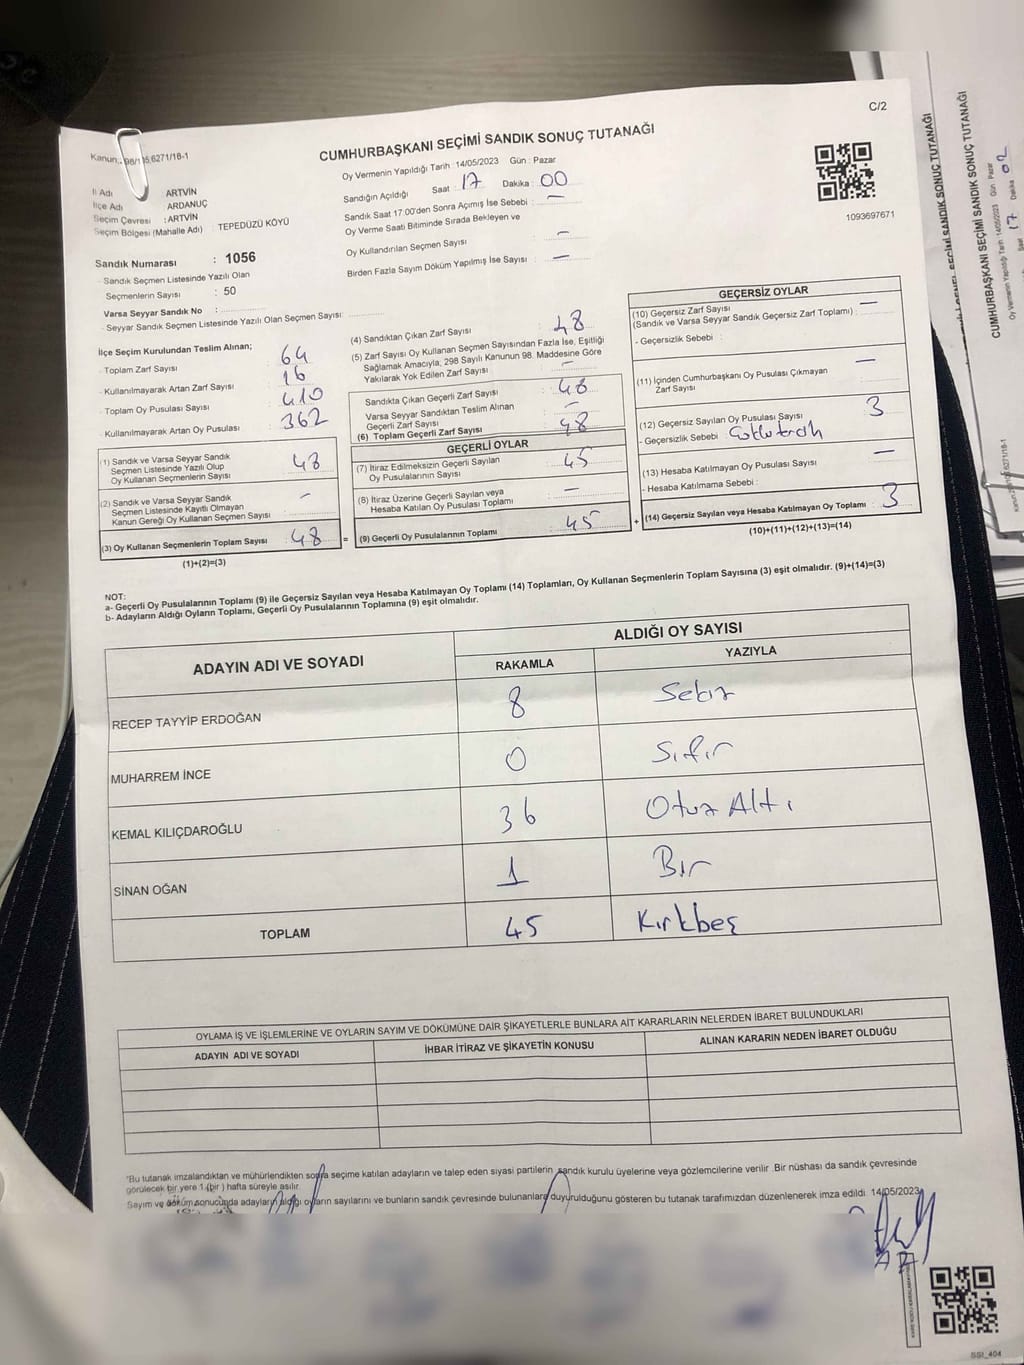 C/2
Kanun: 298/ 6271/18-1
CUMHURBAŞKANI SEÇİMİ SANDIK SONUÇ TUTANAĞI
1093697671
İl Adı : ARTVİN
İlçe Adı : ARDANUÇ
Seçim Çevresi : ARTVİN
Seçim Bölgesi (Mahalle Adı) : TEPEDÜZÜ KÖYÜ
Sandık Numarası : 1056
- Sandık Seçmen Listesinde Yazılı Olan
Seçmenlerin Sayısı : 50
Varsa Seyyar Sandık No :
- Seyyar Sandık Seçmen Listesinde Yazılı Olan Seçmen Sayısı:
Oy Vermenin Yapıldığı Tarih : 14/05/2023 Gün : Pazar
Sandığın Açıldığı Saat : 17 Dakika : 00
Sandık Saat 17:00'den Sonra Açımış İse Sebebi : —
Oy Verme Saati Bitiminde Sırada Bekleyen ve
Oy Kullandırılan Seçmen Sayısı : —
Birden Fazla Sayım Döküm Yapılmış İse Sayısı : —
İlçe Seçim Kurulundan Teslim Alınan;
- Toplam Zarf Sayısı : 64
- Kullanılmayarak Artan Zarf Sayısı : 16
- Toplam Oy Pusulası Sayısı : 410
- Kullanılmayarak Artan Oy Pusulası : 362
(1) Sandık ve Varsa Seyyar Sandık
Seçmen Listesinde Yazılı Olup
Oy Kullanan Seçmenlerin Sayısı : 48
(2) Sandık ve Varsa Seyyar Sandık
Seçmen Listesinde Kayıtlı Olmayan
Kanun Gereği Oy Kullanan Seçmen Sayısı : —
(3) Oy Kullanan Seçmenlerin Toplam Sayısı : 48
(1)+(2)=(3)
(4) Sandıktan Çıkan Zarf Sayısı : 48
(5) Zarf Sayısı Oy Kullanan Seçmen Sayısından Fazla İse, Eşitliği
Sağlamak Amacıyla, 298 Sayılı Kanunun 98. Maddesine Göre
Yakılarak Yok Edilen Zarf Sayısı : —
Sandıkta Çıkan Geçerli Zarf Sayısı : 48
Varsa Seyyar Sandıktan Teslim Alınan
Geçerli Zarf Sayısı : —
(6) Toplam Geçerli Zarf Sayısı : 48
GEÇERLİ OYLAR
(7) İtiraz Edilmeksizin Geçerli Sayılan
Oy Pusulalarının Sayısı : 45
(8) İtiraz Üzerine Geçerli Sayılan veya
Hesaba Katılan Oy Pusulası Toplamı : —
= (9) Geçerli Oy Pusulalarının Toplamı : 45
GEÇERSİZ OYLAR
(10) Geçersiz Zarf Sayısı
(Sandık ve Varsa Seyyar Sandık Geçersiz Zarf Toplamı) : —
- Geçersizlik Sebebi :
(11) İçinden Cumhurbaşkanı Oy Pusulası Çıkmayan
Zarf Sayısı : —
(12) Geçersiz Sayılan Oy Pusulası Sayısı : 3
- Geçersizlik Sebebi :
(13) Hesaba Katılmayan Oy Pusulası Sayısı : —
- Hesaba Katılmama Sebebi :
+ (14) Geçersiz Sayılan veya Hesaba Katılmayan Oy Toplamı : 3
(10)+(11)+(12)+(13)=(14)
NOT:
a- Geçerli Oy Pusulalarının Toplamı (9) ile Geçersiz Sayılan veya Hesaba Katılmayan Oy Toplamı (14) Toplamları, Oy Kullanan Seçmenlerin Toplam Sayısına (3) eşit olmalıdır. (9)+(14)=(3)
b- Adayların Aldığı Oyların Toplamı, Geçerli Oy Pusulalarının Toplamına (9) eşit olmalıdır.
ADAYIN ADI VE SOYADI
ALDIĞI OY SAYISI
RAKAMLA YAZIYLA
RECEP TAYYİP ERDOĞAN 8 Sekiz
MUHARREM İNCE 0 Sıfır
KEMAL KILIÇDAROĞLU 36 Otuz Altı
SİNAN OĞAN 1 Bir
TOPLAM 45 Kırkbeş
OYLAMA İŞ VE İŞLEMLERİNE VE OYLARIN SAYIM VE DÖKÜMÜNE DAİR ŞİKAYETLERLE BUNLARA AİT KARARLARIN NELERDEN İBARET BULUNDUKLARI
ADAYIN ADI VE SOYADI İHBAR İTİRAZ VE ŞİKAYETİN KONUSU ALINAN KARARIN NEDEN İBARET OLDUĞU
"Bu tutanak imzalandıktan ve mühürlendikten sonra seçime katılan adayların ve talep eden siyasi partilerin sandık kurulu üyelerine veya gözlemcilerine verilir .Bir nüshası da sandık çevresinde
görülecek bir yere 1 (bir ) hafta süreyle asılır.
Sayım ve döküm sonucunda adayların aldığı oyların sayılarını ve bunların sandık çevresinde bulunanlara duyurulduğunu gösteren bu tutanak tarafımızdan düzenlenerek imza edildi. 14/05/2023
SSI_404
SANDIK SONUÇ TUTANAĞI
CUMHURBAŞKANI SEÇİMİ SANDIK SONUÇ TUTANAĞI
Oy Vermenin Yapıldığı Tarih : 14/05/2023 Gün : Pazar
Saat : 17 Dakika